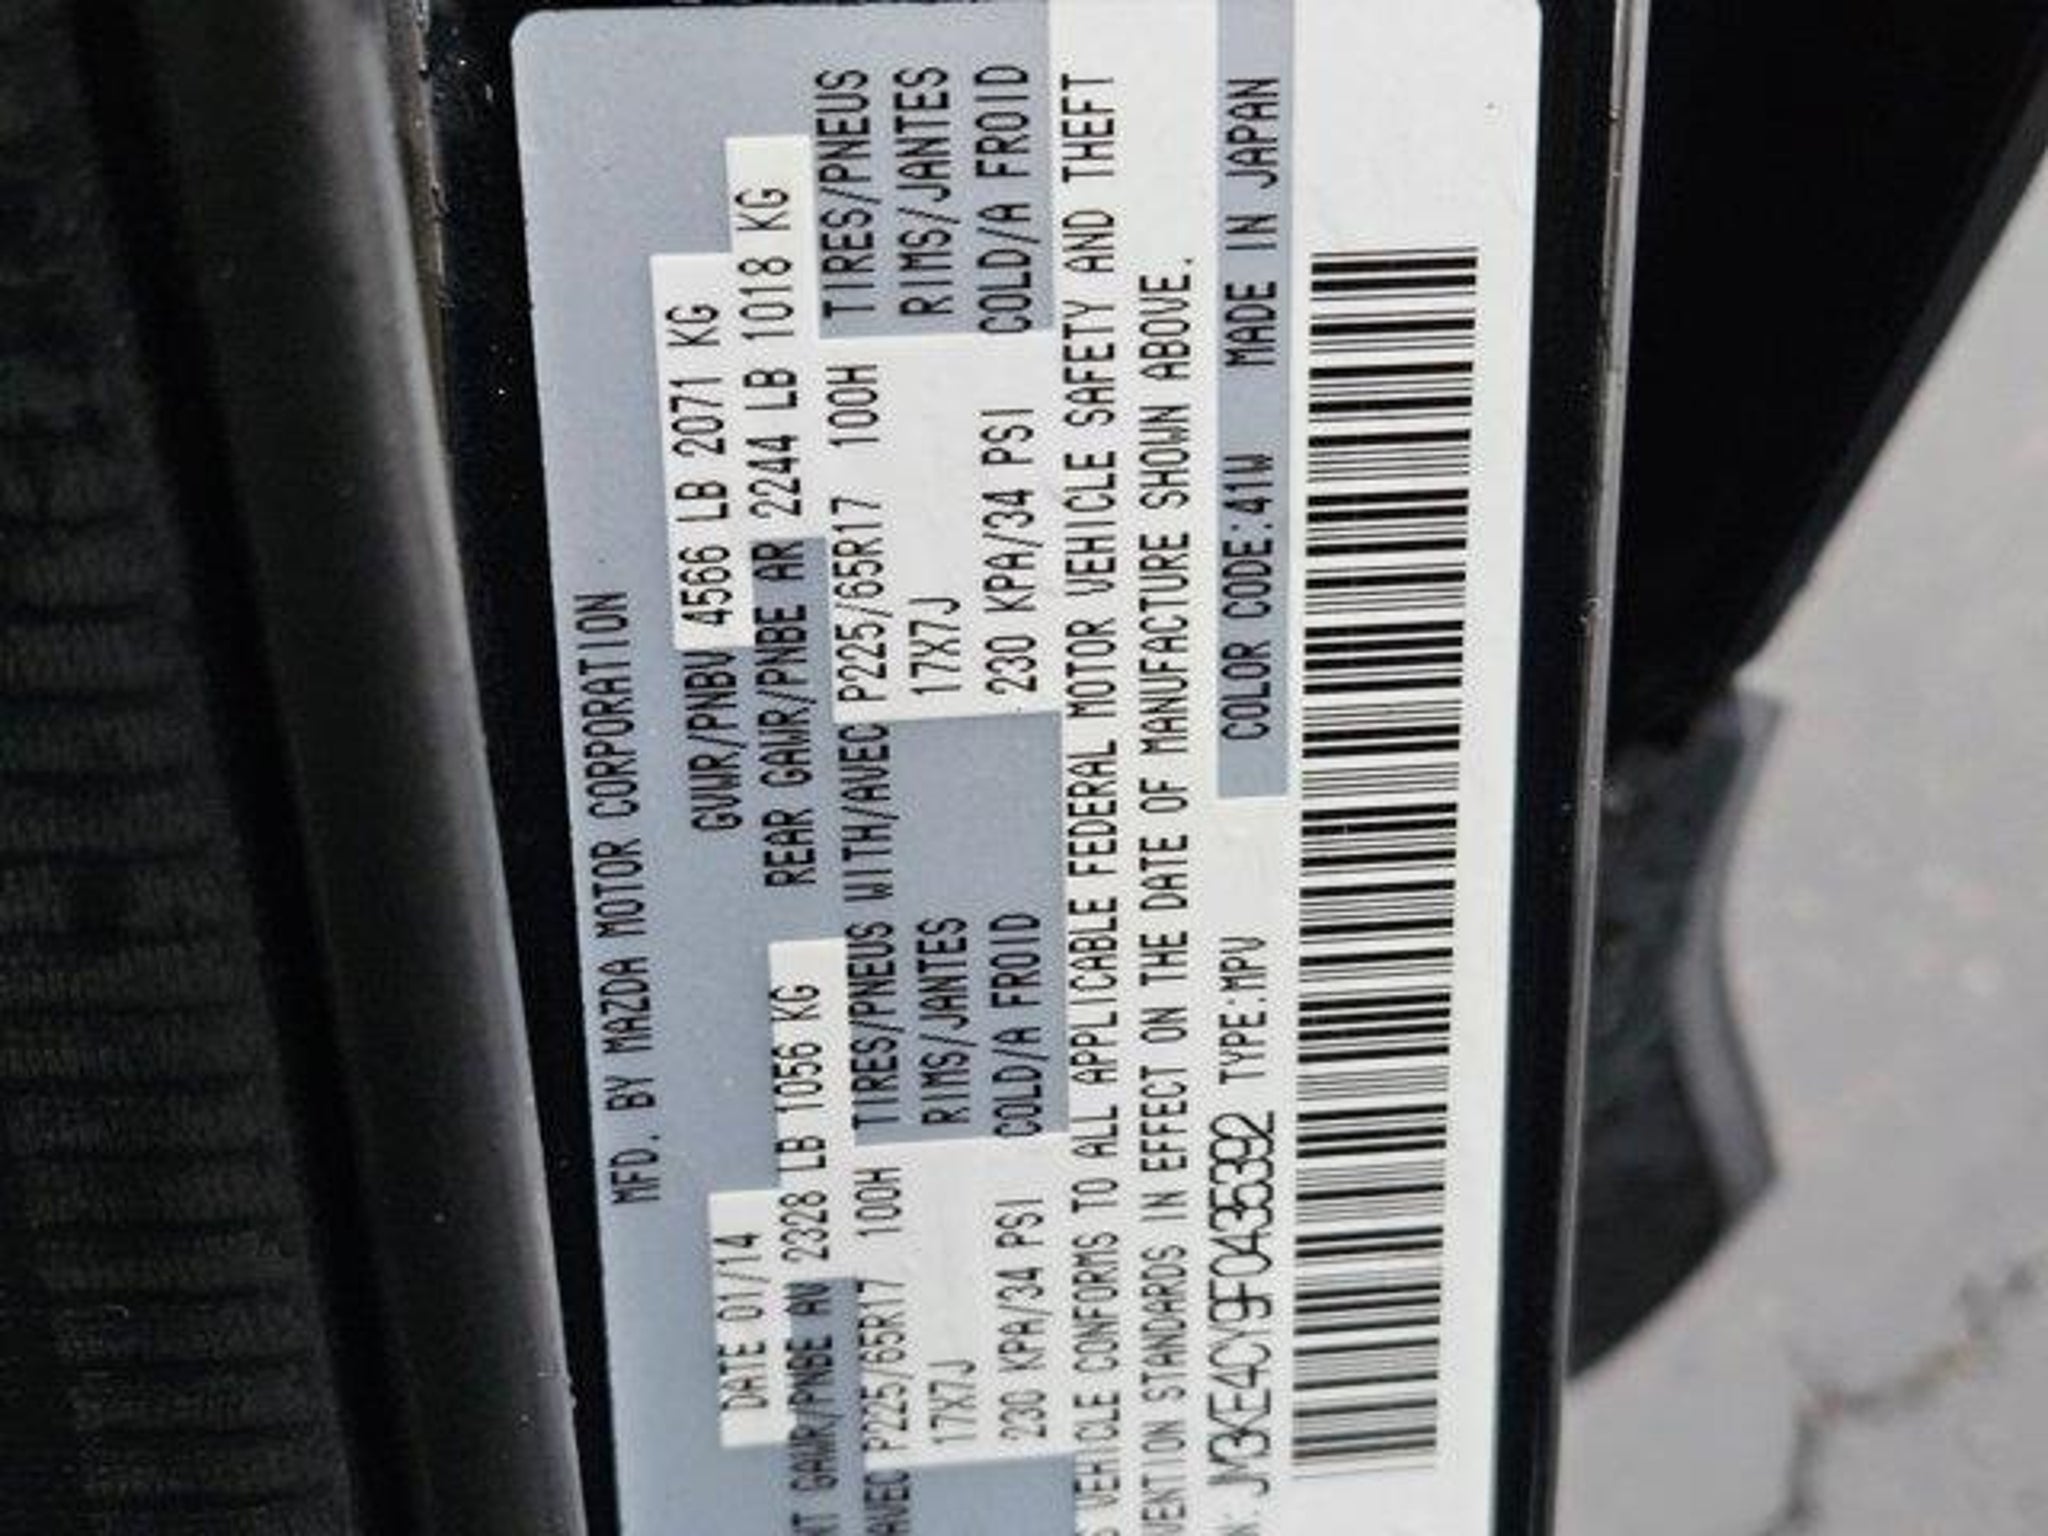 MFD. BY MAZDA MOTOR CORPORATION
DATE 01/14 GVWR/PNBV 4566 LB 2071 KG
GAWR/PNBE AV 2328 LB 1056 KG REAR GAWR/PNBE AR 2244 LB 1018 KG
AVEC P225/65R17 100H TIRES/PNEUS WITH/AVEC P225/65R17 100H TIRES/PNEUS
17X7J RIMS/JANTES 17X7J RIMS/JANTES
230 KPA/34 PSI COLD/A FROID 230 KPA/34 PSI COLD/A FROID
VEHICLE CONFORMS TO ALL APPLICABLE FEDERAL MOTOR VEHICLE SAFETY AND THEFT
VENTION STANDARDS IN EFFECT ON THE DATE OF MANUFACTURE SHOWN ABOVE.
JM3KE4CY9F0435392 TYPE:MPV COLOR CODE:41W MADE IN JAPAN